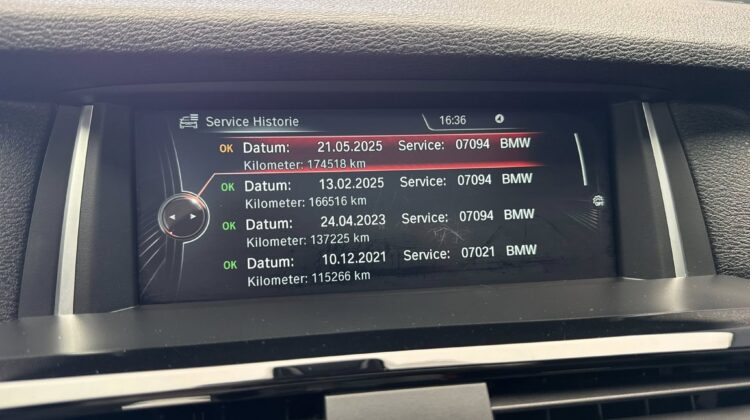 Service Historie 16:36
OK Datum: 21.05.2025 Service: 07094 BMW
Kilometer: 174518 km
OK Datum: 13.02.2025 Service: 07094 BMW
Kilometer: 166516 km
OK Datum: 24.04.2023 Service: 07094 BMW
Kilometer: 137225 km
OK Datum: 10.12.2021 Service: 07021 BMW
Kilometer: 115266 km